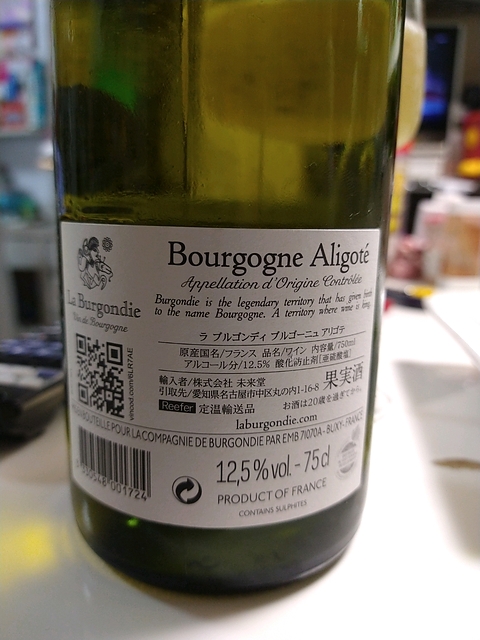 Bourgogne Aligoté
Appellation d'Origine Contrôlée
La Burgondie
Vin de Bourgogne
Burgondie is the legendary territory that has given birth
to the name Bourgogne. A territory where wine is king.
ラ ブルゴンディ ブルゴーニュ アリゴテ
原産国名/フランス 品名/ワイン 内容量/750ml
アルコール分/12.5% 酸化防止剤(亜硫酸塩)
輸入者/株式会社 未来堂
果実酒
引取先/愛知県名古屋市中区丸の内1-16-8
Reefer 定温輸送品
お酒は20歳を過ぎてから
vincod.com/6LR7AE
laburgondie.com
BOUTEILLE POUR LA COMPAGNIE DE BURGONDIE PAR EMB 71070A - BUXY-FRANCE
001724
12,5% vol. - 75 cl
PRODUCT OF FRANCE
CONTAINS SULPHITES